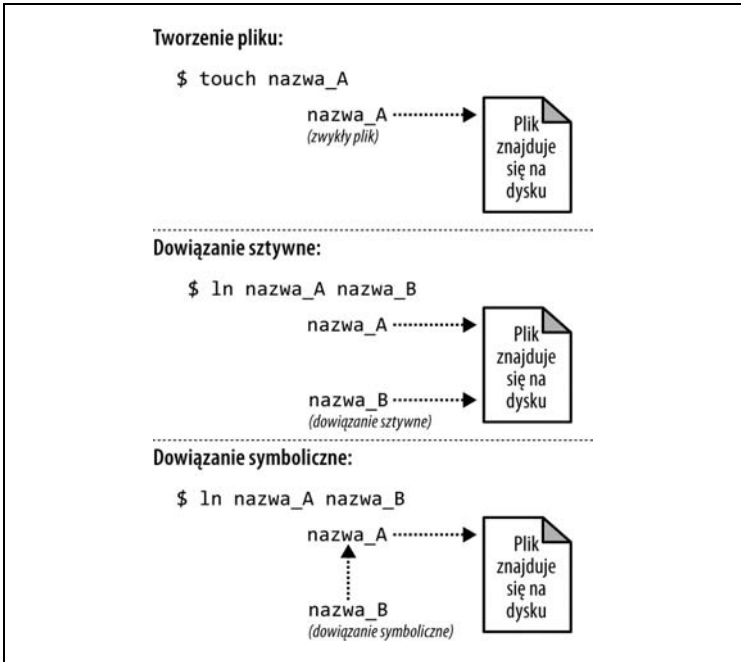 Tworzenie pliku:
$ touch nazwa_A
nazwa_A
(zwykły plik)
Plik
znajduje
się na
dysku
Dowiązanie sztywne:
$ ln nazwa_A nazwa_B
nazwa_A
nazwa_B
(dowiązanie sztywne)
Plik
znajduje
się na
dysku
Dowiązanie symboliczne:
$ ln nazwa_A nazwa_B
nazwa_A
nazwa_B
(dowiązanie symboliczne)
Plik
znajduje
się na
dysku